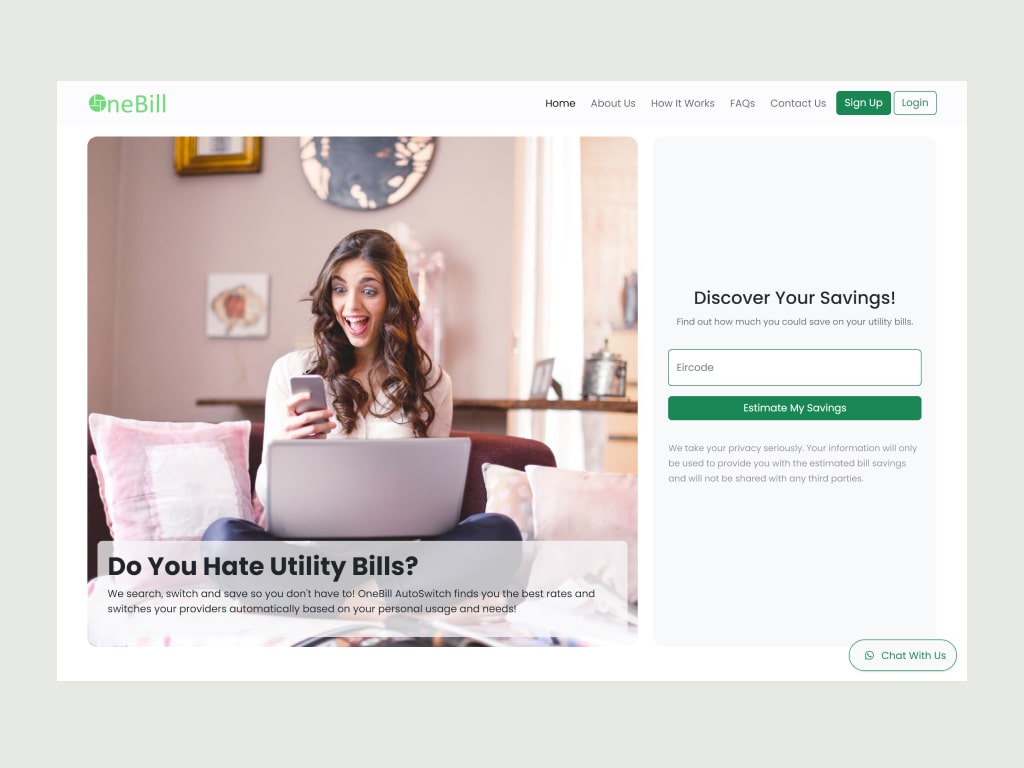 OneBill
Home About Us How It Works FAQs Contact Us Sign Up Login
Do You Hate Utility Bills?
We search, switch and save so you don't have to! OneBill AutoSwitch finds you the best rates and
switches your providers automatically based on your personal usage and needs!
Discover Your Savings!
Find out how much you could save on your utility bills.
Eircode
Estimate My Savings
We take your privacy seriously. Your information will only
be used to provide you with the estimated bill savings
and will not be shared with any third parties.
Chat With Us